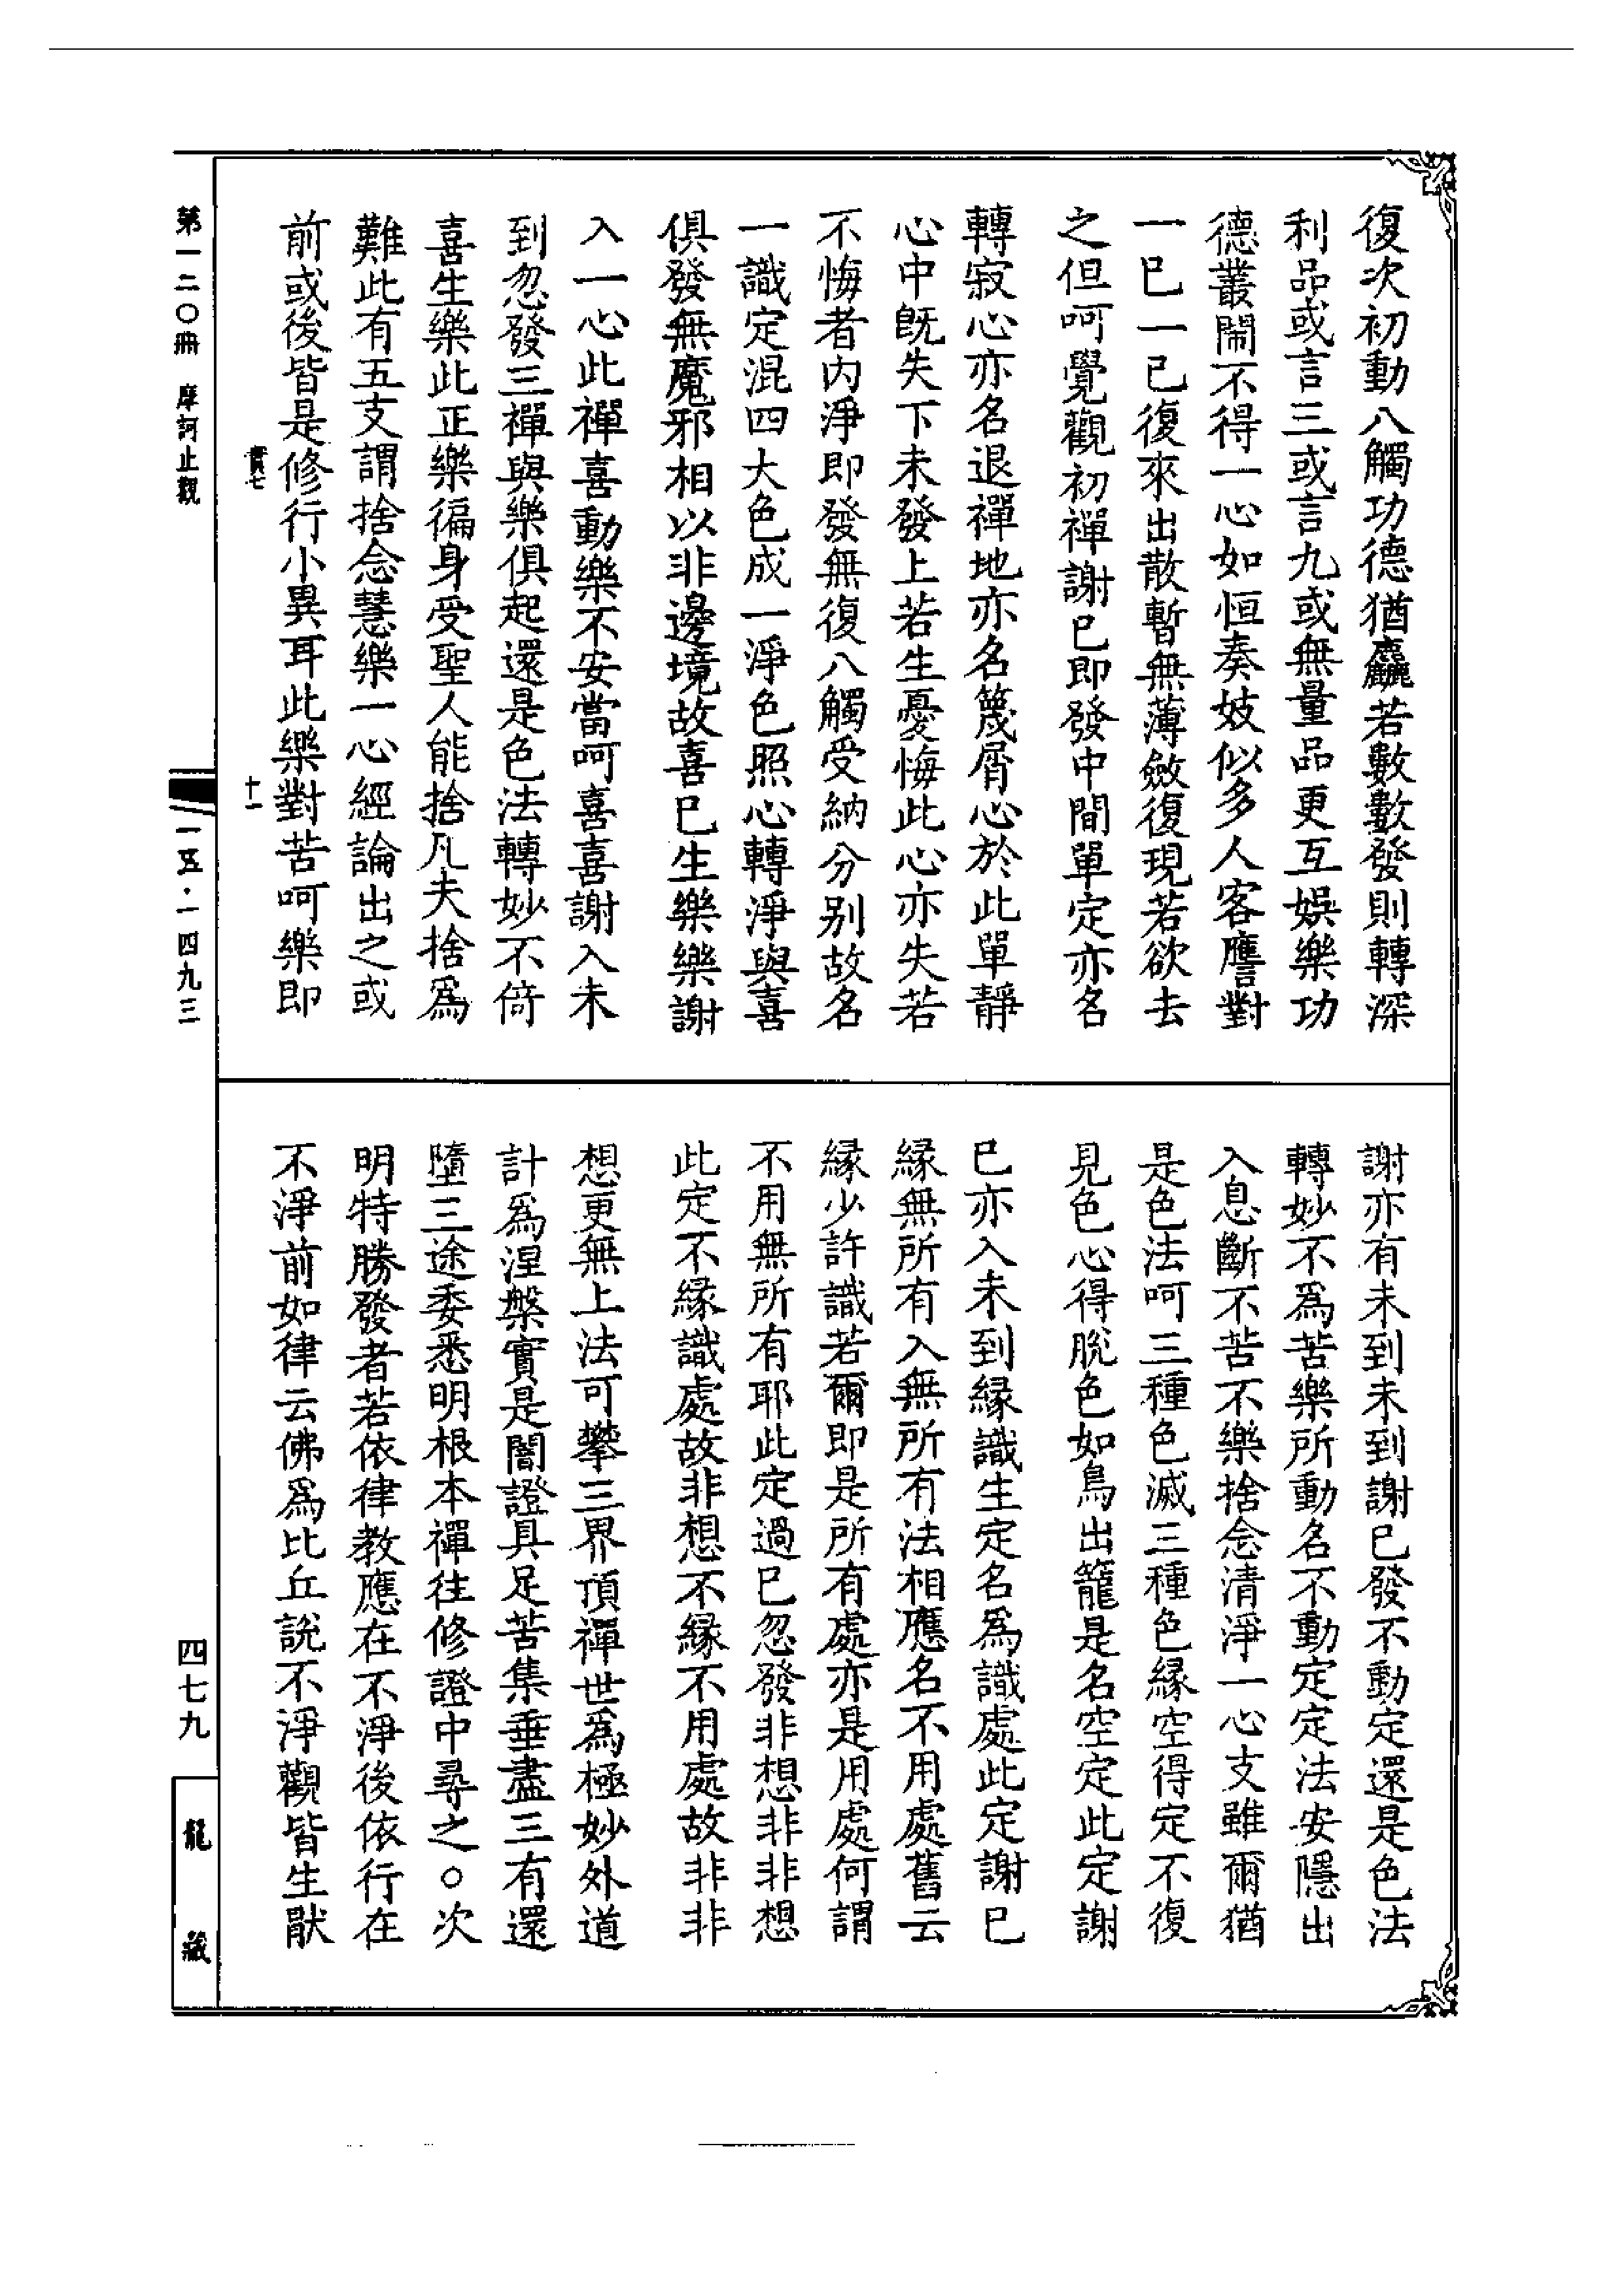 復次初動八觸功德猶麤若數數發則轉深
利品或言三或言九或無量品更互娛樂功
德叢鬧不得一心如恒奏妓似多人客譍對
一已一已復來出散暫無薄斂復現若欲去
之但呵覺觀初禪謝已即發中間單定亦名
轉寂心亦名退禪地亦名篾屑心於此單靜
心中既失下未發上若生憂悔此心亦失若
不悔者內淨即發無復八觸受納分別故名
一識定混四大色成一淨色照心轉淨與喜
俱發無魔邪相以非邊境故喜已生樂樂謝
入一心此禪喜動樂不安當呵喜喜謝入未
到忽發三禪與樂俱起還是色法轉妙不倚
喜生樂此正樂徧身受聖人能捨凡夫捨爲
難此有五支謂捨念慧樂一心經論出之或
前或後皆是修行小異耳此樂對苦呵樂即
謝亦有未到未到謝已發不動定還是色法
轉妙不爲苦樂所動名不動定定法安隱出
入息斷不苦不樂捨念清淨一心支雖爾猶
是色法呵三種色滅三種色緣空得定不復
見色心得脫色如鳥出籠是名空定此定謝
已亦入未到緣識生定名爲識處此定謝已
緣無所有入無所有法相應名不用處舊云
緣少許識若爾即是所有處亦是用處何謂
不用無所有耶此定過已忽發非想非非想
此定不緣識處故非想不緣不用處故非非
想更無上法可攀三界頂禪世爲極妙外道
計爲涅槃實是闇證具足苦集垂盡三有還
墮三途委悉明根本禪往修證中尋之○次
明特勝發者若依律教應在不淨後依行在
不淨前如律云佛爲比丘說不淨觀皆生猒
第一二〇冊 摩訶止觀
十一
一五·一四九三
四七九
龍藏